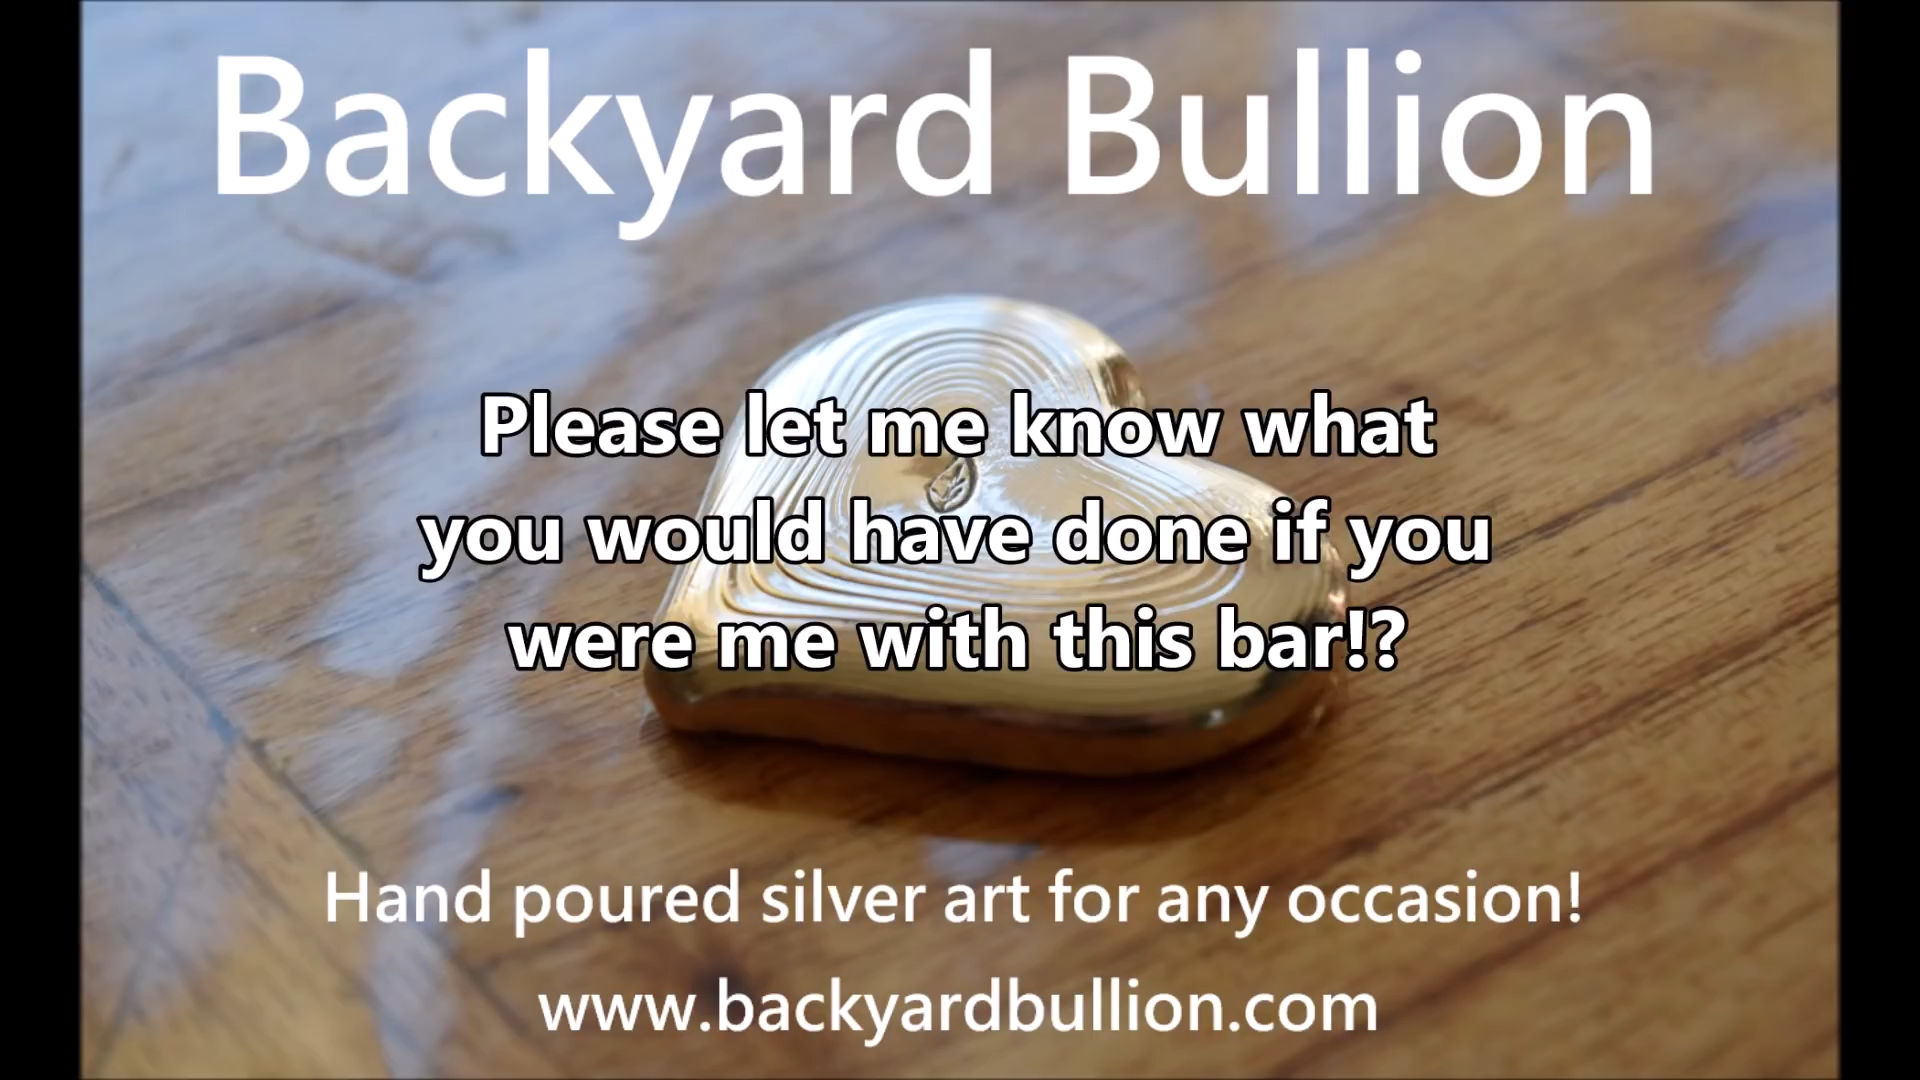 Backyard Bullion
Please let me know what
you would have done if you
were me with this bar!?
Hand poured silver art for any occasion!
www.backyardbullion.com